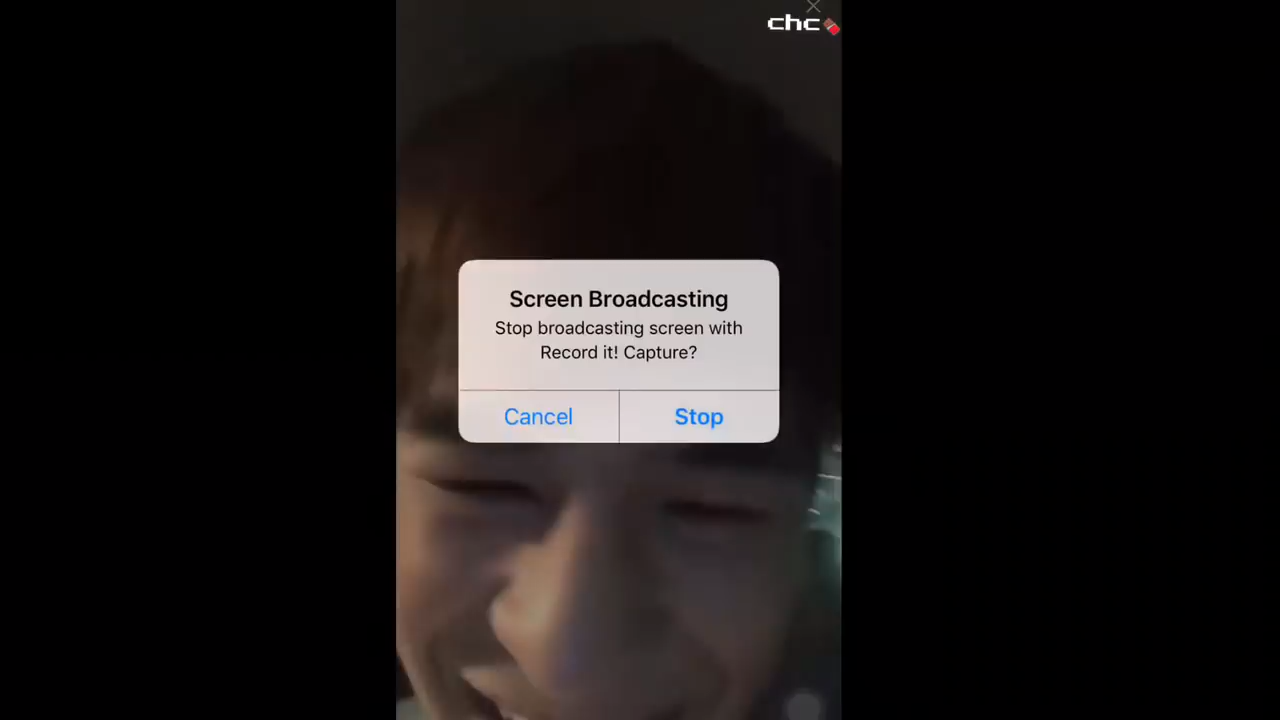 chc
Screen Broadcasting
Stop broadcasting screen with
Record it! Capture?
Cancel
Stop